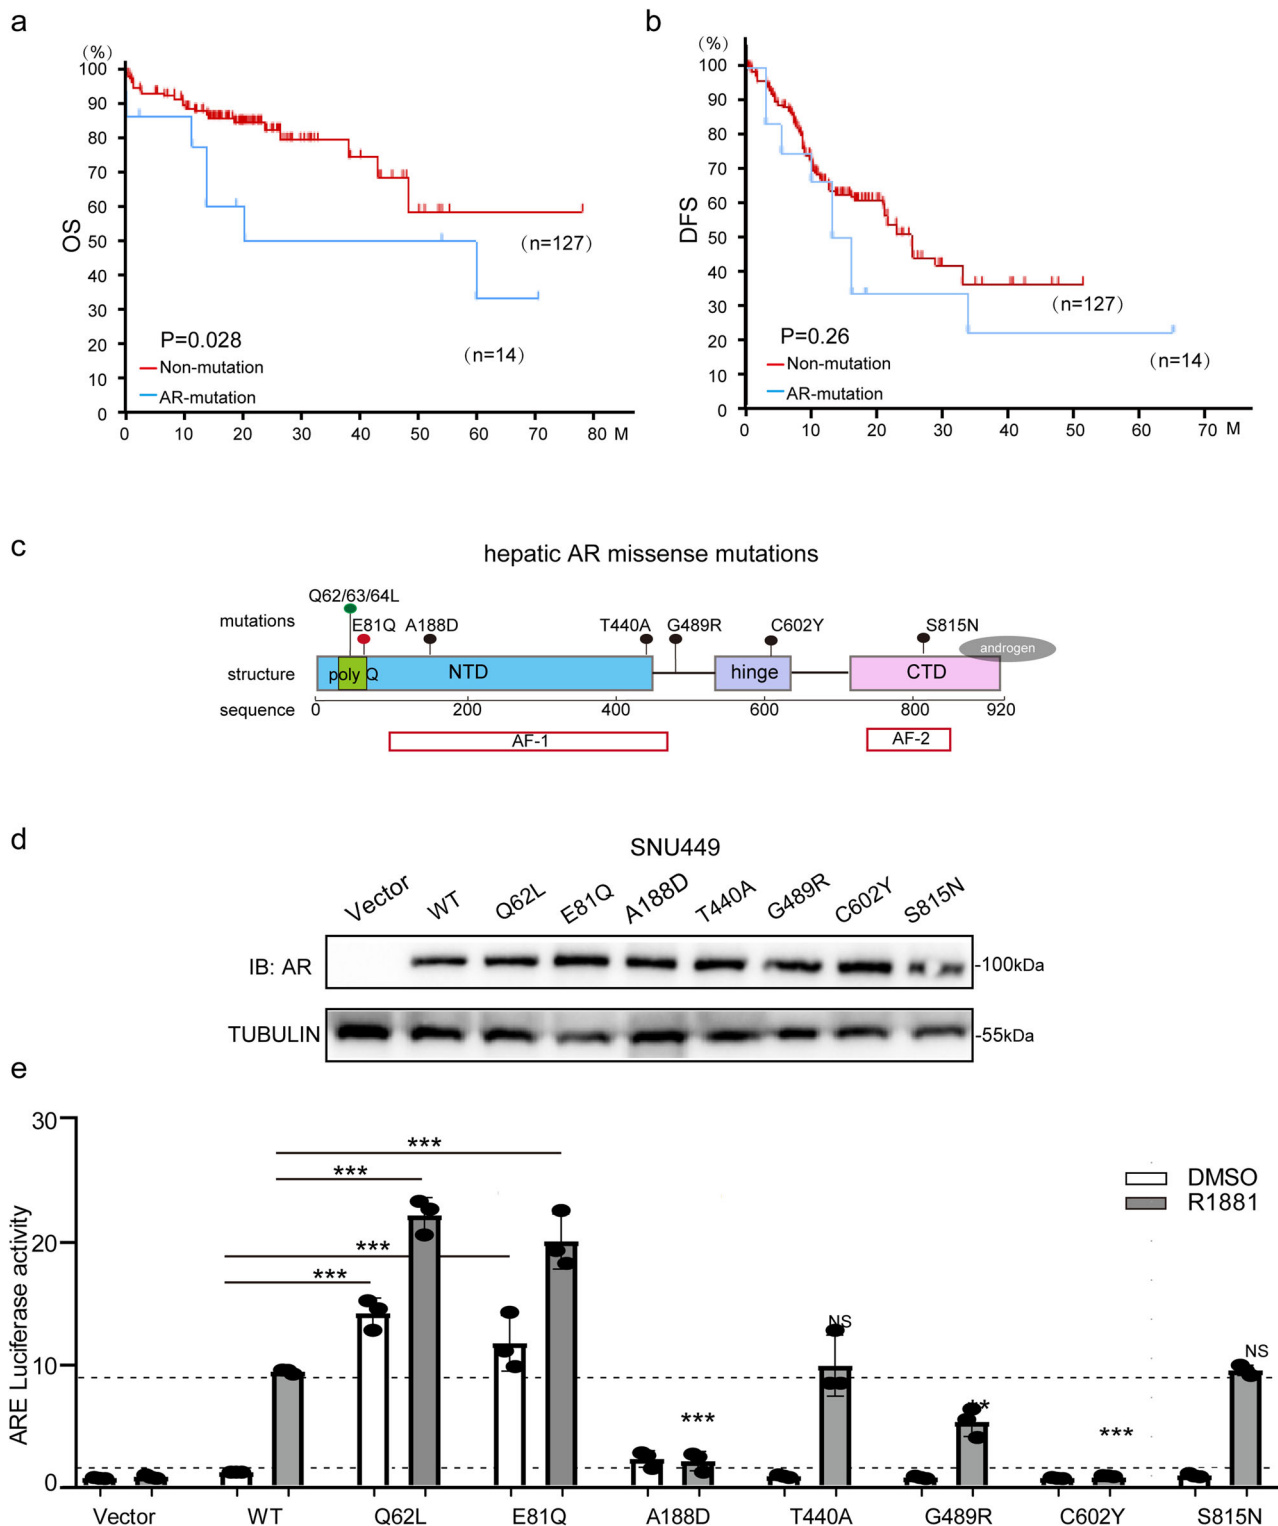 a
(%)
100
90
80
70
60
50
40
30
20
10
0
OS
(n=127)
P=0.028
(n=14)
Non-mutation
AR-mutation
0 10 20 30 40 50 60 70 80 M
b
(%)
100
90
80
70
60
50
40
30
20
10
0
DFS
(n=127)
P=0.26
Non-mutation
(n=14)
AR-mutation
0 10 20 30 40 50 60 70 M
c
hepatic AR missense mutations
Q62/63/64L
mutations E81Q A188D T440A G489R C602Y S815N
androgen
structure poly Q NTD hinge CTD
sequence 0 200 400 600 800 920
AF-1 AF-2
d
SNU449
Vector WT Q62L E81Q A188D T440A G489R C602Y S815N
IB: AR -100kDa
TUBULIN -55kDa
e
30
20
10
0
ARE Luciferase activity
***
***
***
***
DMSO
R1881
***
NS
**
***
NS
Vector WT Q62L E81Q A188D T440A G489R C602Y S815N